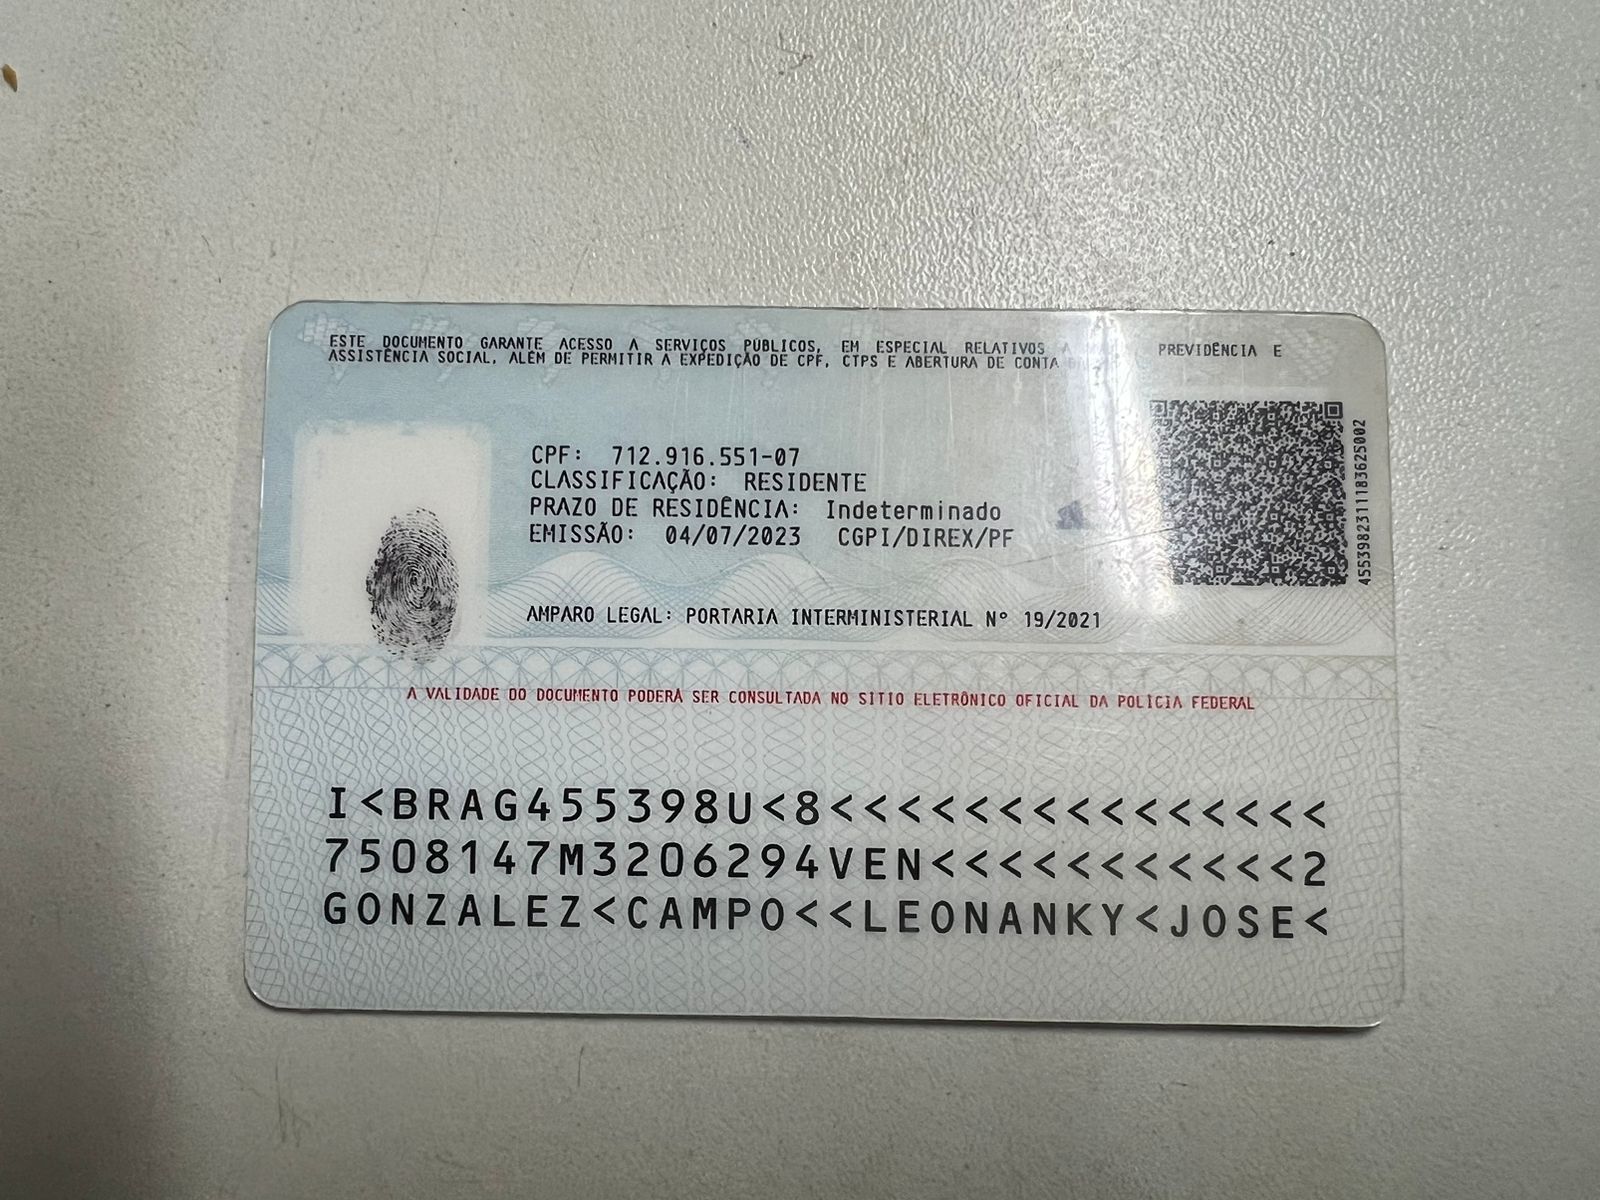 ESTE DOCUMENTO GARANTE ACESSO A SERVIÇOS PÚBLICOS, EM ESPECIAL RELATIVOS A PREVIDÊNCIA E
ASSISTÊNCIA SOCIAL, ALÉM DE PERMITIR A EXPEDIÇÃO DE CPF, CTPS E ABERTURA DE CONTA
CPF: 712.916.551-07
CLASSIFICAÇÃO: RESIDENTE
PRAZO DE RESIDÊNCIA: Indeterminado
EMISSÃO: 04/07/2023 CGPI/DIREX/PF
AMPARO LEGAL: PORTARIA INTERMINISTERIAL Nº 19/2021
4553982311183625002
A VALIDADE DO DOCUMENTO PODERÁ SER CONSULTADA NO SÍTIO ELETRÔNICO OFICIAL DA POLÍCIA FEDERAL
I<BRAG455398U<8<<<<<<<<<<<<<<<
7508147M3206294VEN<<<<<<<<<<<2
GONZALEZ<CAMPO<<LEONANKY<JOSE<